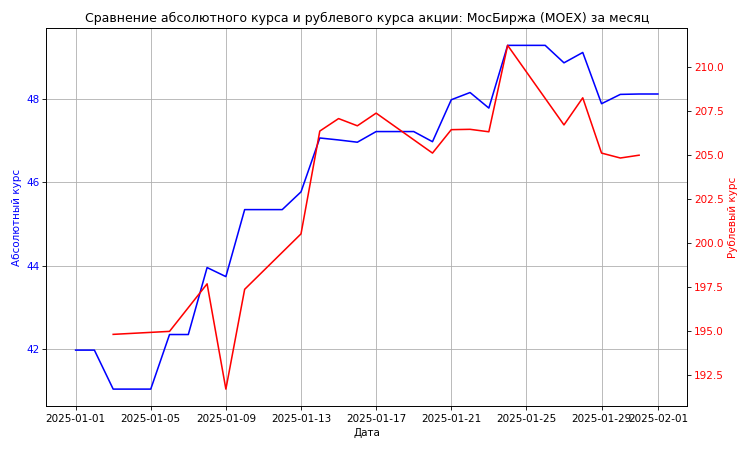 Сравнение абсолютного курса и рублевого курса акции: МосБиржа (MOEX) за месяц
Абсолютный курс
48
46
44
42
210.0
207.5
205.0
202.5
200.0
197.5
195.0
192.5
Рублевый курс
2025-01-01 2025-01-05 2025-01-09 2025-01-13 2025-01-17 2025-01-21 2025-01-25 2025-01-29 2025-02-01
Дата